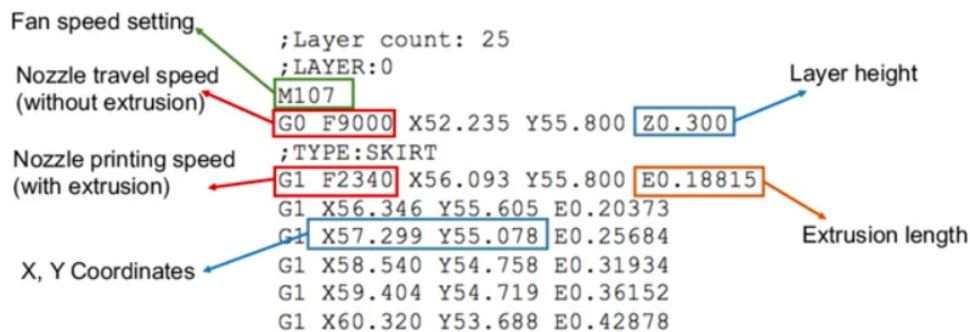 Fan speed setting
Nozzle travel speed
(without extrusion)
Nozzle printing speed
(with extrusion)
X, Y Coordinates
;Layer count: 25
;LAYER:0
M107
G0 F9000 X52.235 Y55.800 Z0.300
;TYPE:SKIRT
G1 F2340 X56.093 Y55.800 E0.18815
G1 X56.346 Y55.605 E0.20373
G1 X57.299 Y55.078 E0.25684
G1 X58.540 Y54.758 E0.31934
G1 X59.404 Y54.719 E0.36152
G1 X60.320 Y53.688 E0.42878
Layer height
Extrusion length